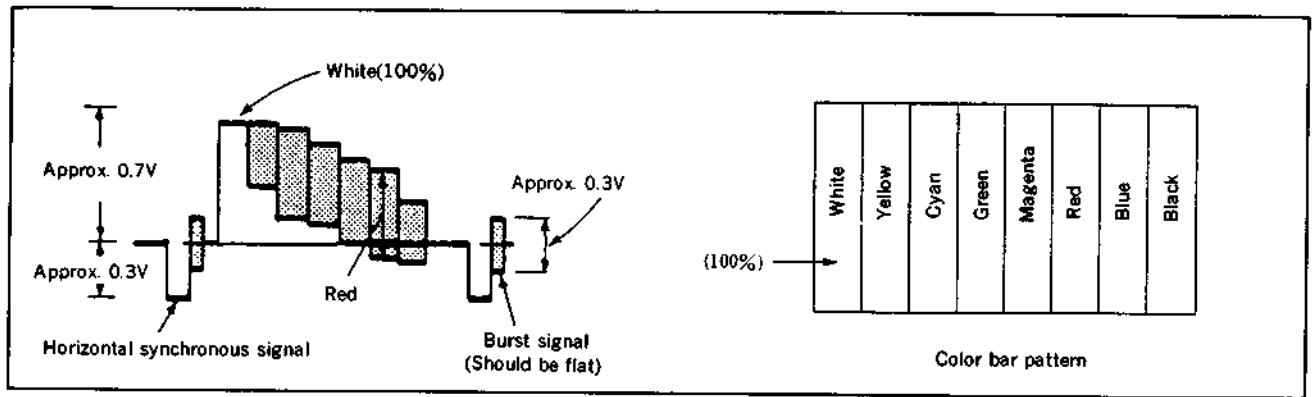 White(100%)
Approx. 0.7V
Approx. 0.3V
Horizontal synchronous signal
Red
Approx. 0.3V
Burst signal
(Should be flat)
White
Yellow
Cyan
Green
Magenta
Red
Blue
Black
(100%)
Color bar pattern